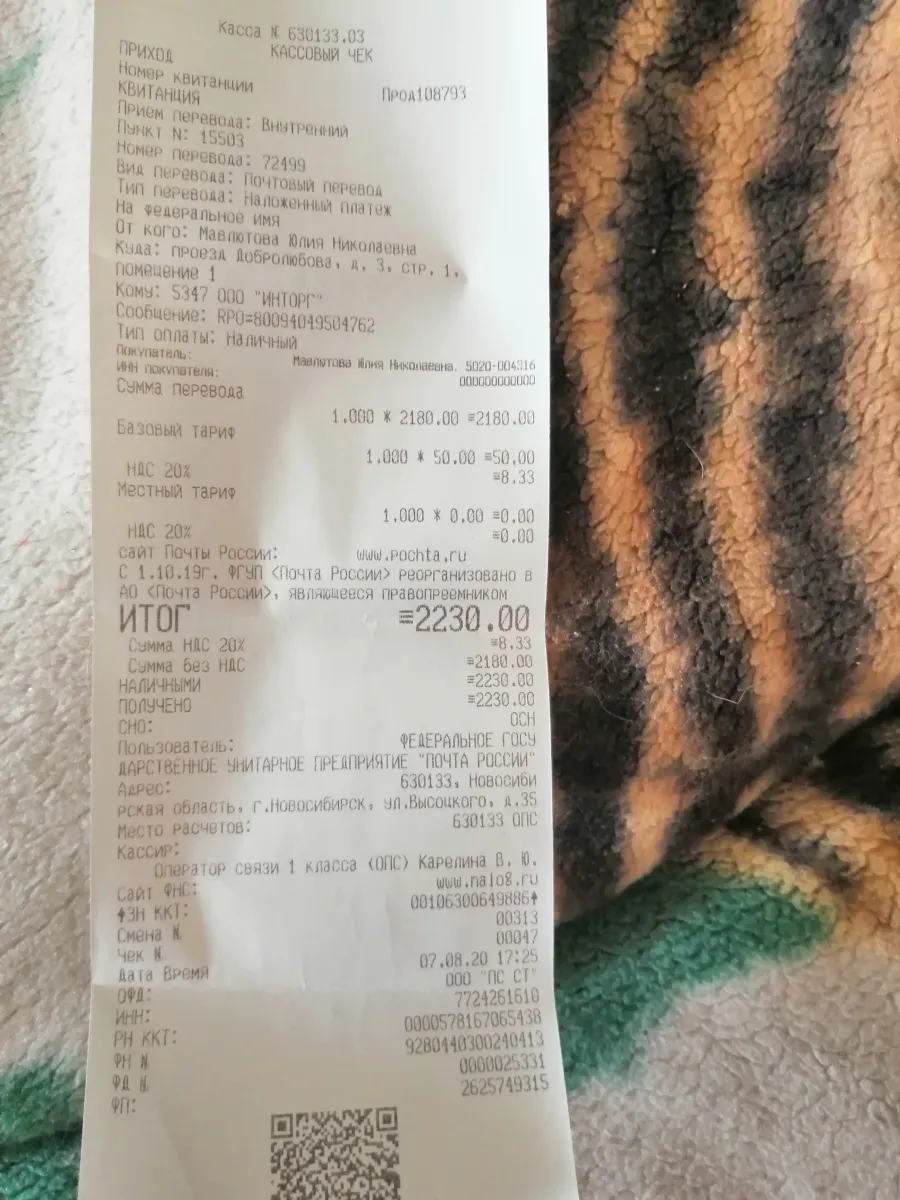 Касса № 630133.03
ПРИХОД КАССОВЫЙ ЧЕК
Номер квитанции Прод108793
КВИТАНЦИЯ
Прием перевода: Внутренний
Пункт N: 15503
Номер перевода: 72499
Вид перевода: Почтовый перевод
Тип перевода: Наложенный платеж
На федеральное имя
От кого: Мавлютова Юлия Николаевна
Куда: проезд Добролюбова, д. 3, стр. 1,
помещение 1
Кому: 5347 ООО "ИНТОРГ"
Сообщение: RPO=80094049504762
Тип оплаты: Наличный
Покупатель: Мавлютова Юлия Николаевна, 5020-004316
ИНН покупателя: 000000000000
Сумма перевода
1.000 * 2180.00 ≡2180.00
Базовый тариф
1.000 * 50.00 ≡50.00
НДС 20% ≡8.33
Местный тариф
1.000 * 0.00 ≡0.00
НДС 20% ≡0.00
сайт Почты России: www.pochta.ru
С 1.10.19г. ФГУП <Почта России> реорганизовано в
АО <Почта России>, являющееся правопреемником
ИТОГ ≡2230.00
Сумма НДС 20% ≡8.33
Сумма без НДС ≡2180.00
НАЛИЧНЫМИ ≡2230.00
ПОЛУЧЕНО ≡2230.00
СНО: ОСН
Пользователь: ФЕДЕРАЛЬНОЕ ГОСУ
ДАРСТВЕННОЕ УНИТАРНОЕ ПРЕДПРИЯТИЕ "ПОЧТА РОССИИ"
Адрес: 630133, Новосиби
рская область, г.Новосибирск, ул.Высоцкого, д.35
Место расчетов: 630133 ОПС
Кассир:
Оператор связи 1 класса (ОПС) Карелина В. Ю.
Сайт ФНС: www.nalog.ru
↑ЗН ККТ: 00106300649886↑
Смена № 00313
Чек № 00047
Дата Время 07.08.20 17:25
ОФД: ООО "ПС СТ"
ИНН: 7724261610
РН ККТ: 0000578167065438
ФН № 9280440300240413
ФД № 0000025331
ФП: 2625749315